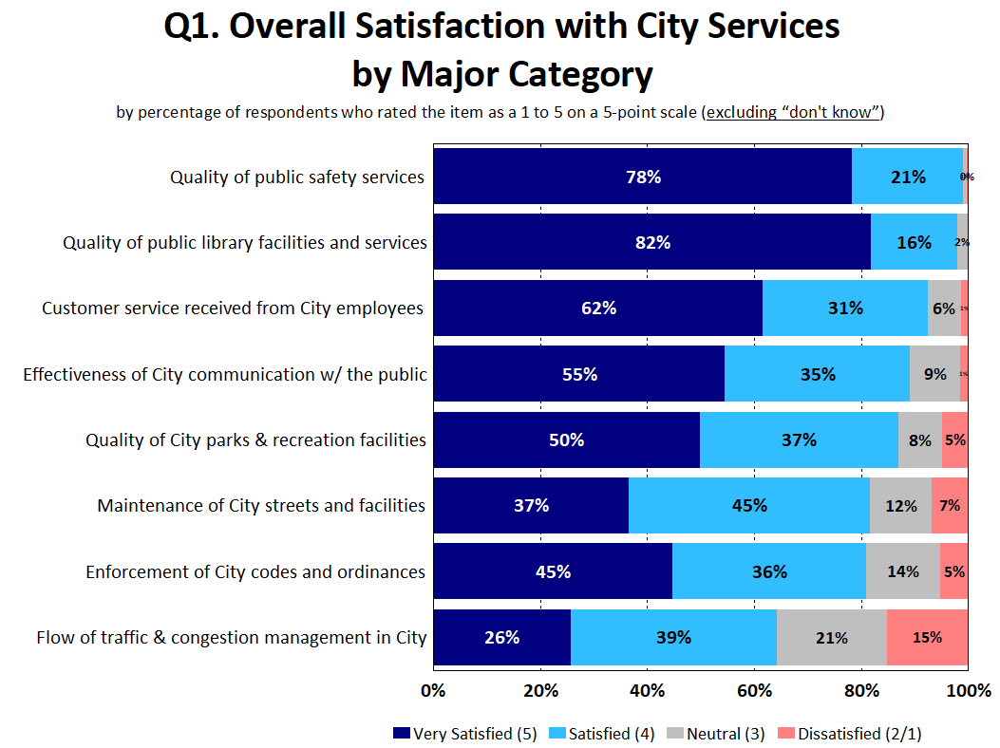 Q1. Overall Satisfaction with City Services
by Major Category
by percentage of respondents who rated the item as a 1 to 5 on a 5-point scale (excluding “don't know”)
Quality of public safety services 78% 21% 0%
Quality of public library facilities and services 82% 16% 2%
Customer service received from City employees 62% 31% 6% 1%
Effectiveness of City communication w/ the public 55% 35% 9% 1%
Quality of City parks & recreation facilities 50% 37% 8% 5%
Maintenance of City streets and facilities 37% 45% 12% 7%
Enforcement of City codes and ordinances 45% 36% 14% 5%
Flow of traffic & congestion management in City 26% 39% 21% 15%
0% 20% 40% 60% 80% 100%
Very Satisfied (5) Satisfied (4) Neutral (3) Dissatisfied (2/1)